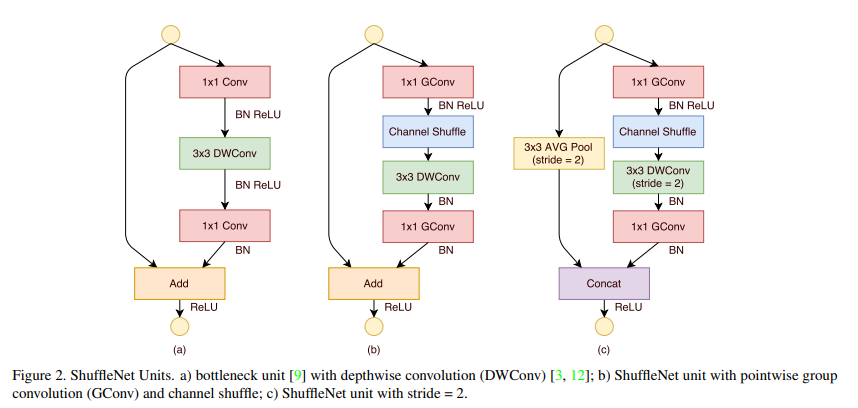 1x1 Conv
BN ReLU
3x3 DWConv
BN ReLU
1x1 Conv
BN
Add
ReLU
(a)
1x1 GConv
BN ReLU
Channel Shuffle
3x3 DWConv
BN
1x1 GConv
BN
Add
ReLU
(b)
3x3 AVG Pool
(stride = 2)
1x1 GConv
BN ReLU
Channel Shuffle
3x3 DWConv
(stride = 2)
BN
1x1 GConv
BN
Concat
ReLU
(c)
Figure 2. ShuffleNet Units. a) bottleneck unit [9] with depthwise convolution (DWConv) [3, 12]; b) ShuffleNet unit with pointwise group
convolution (GConv) and channel shuffle; c) ShuffleNet unit with stride = 2.